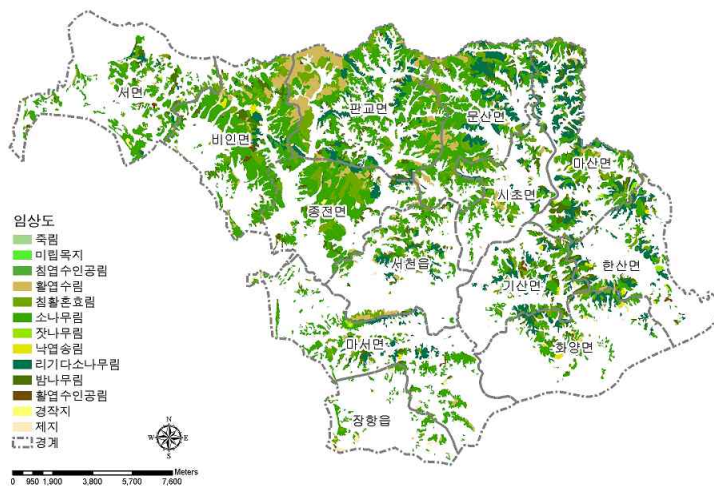 서면
비인면
판교면
문산면
마산면
시초면
종전면
서천읍
기산면
한산면
마서면
화양면
장항읍
임상도
죽림
미립목지
침엽수인공림
활엽수림
침활혼효림
소나무림
잣나무림
낙엽송림
리기다소나무림
밤나무림
활엽수인공림
경작지
제지
경계
N
W E
S
Meters
0 950 1,900 3,800 5,700 7,600